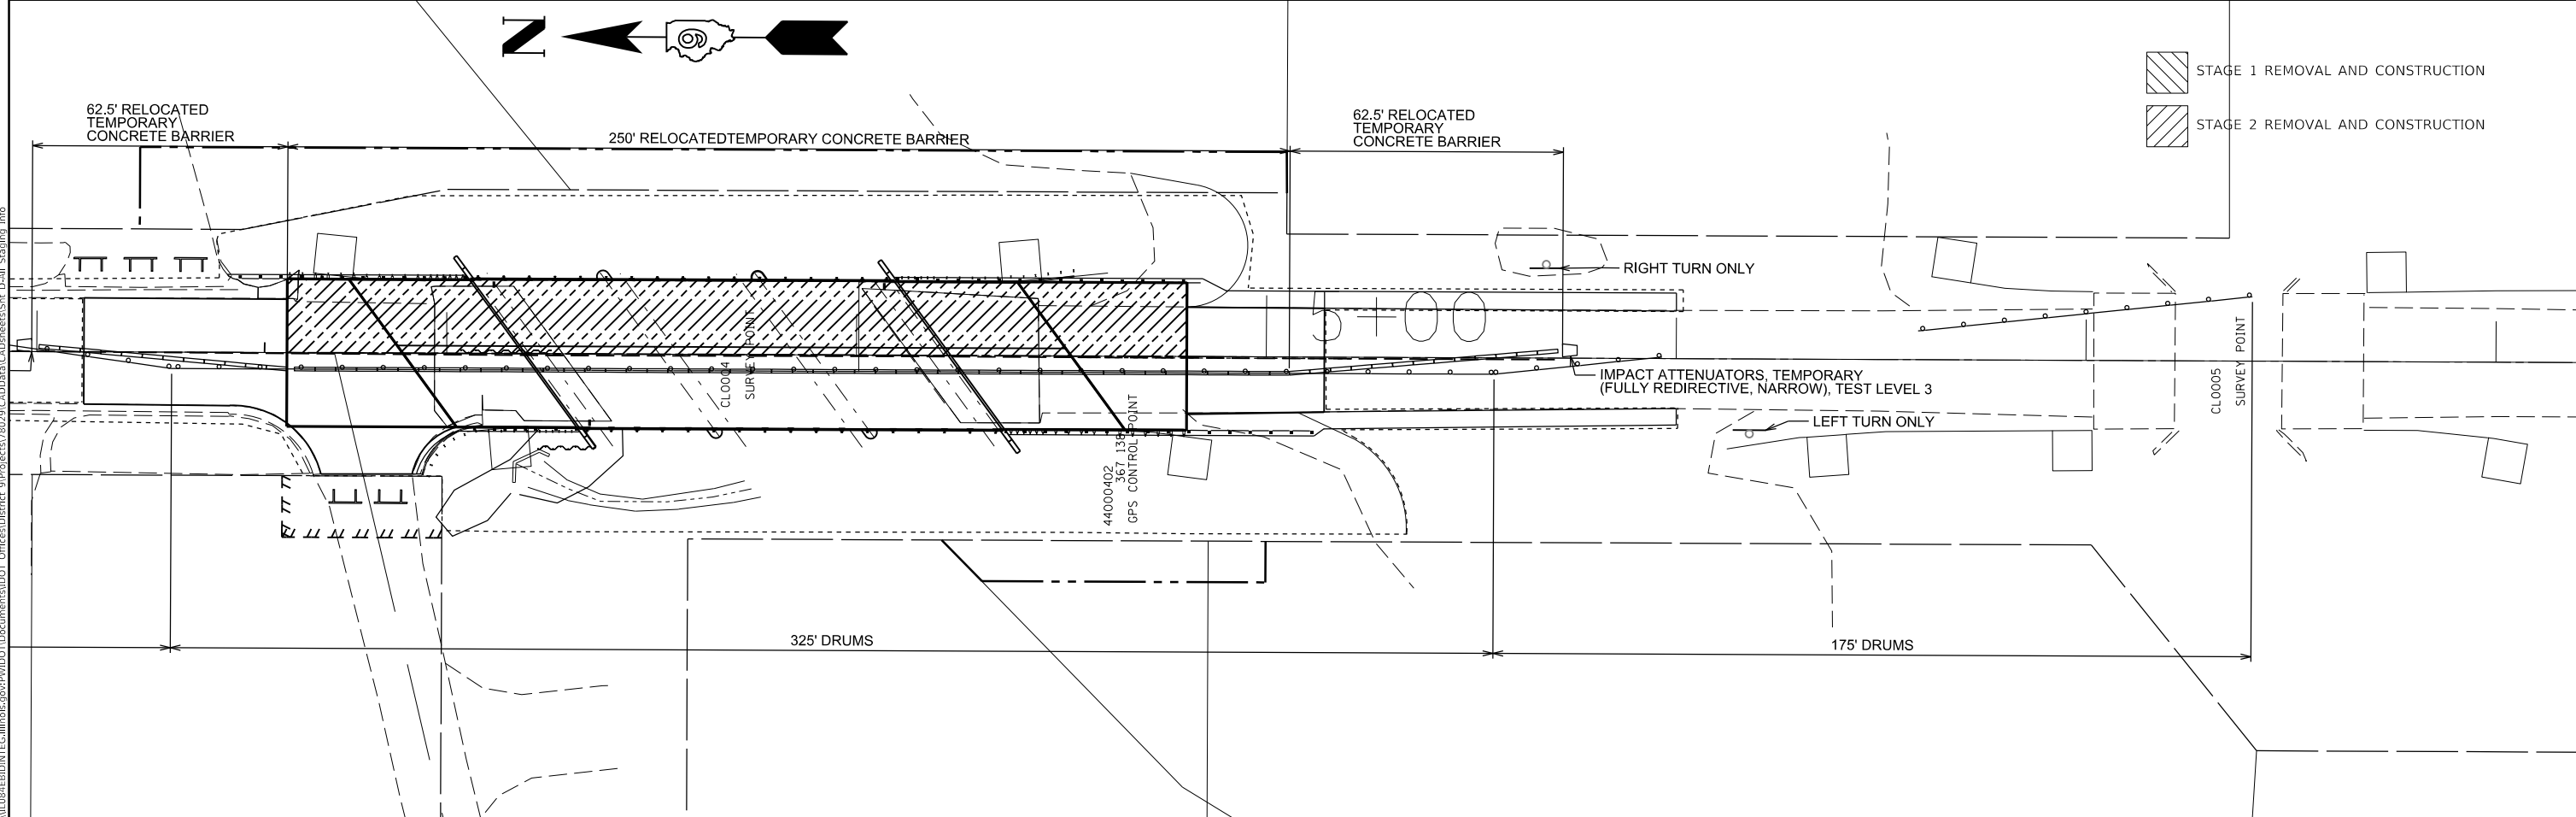 N
9
STAGE 1 REMOVAL AND CONSTRUCTION
STAGE 2 REMOVAL AND CONSTRUCTION
62.5' RELOCATED
TEMPORARY
CONCRETE BARRIER
250' RELOCATEDTEMPORARY CONCRETE BARRIER
62.5' RELOCATED
TEMPORARY
CONCRETE BARRIER
RIGHT TURN ONLY
CL0004
SURVEY POINT
IMPACT ATTENUATORS, TEMPORARY
(FULLY REDIRECTIVE, NARROW), TEST LEVEL 3
LEFT TURN ONLY
CL0005
SURVEY POINT
44000402
367 138
GPS CONTROL POINT
325' DRUMS
175' DRUMS